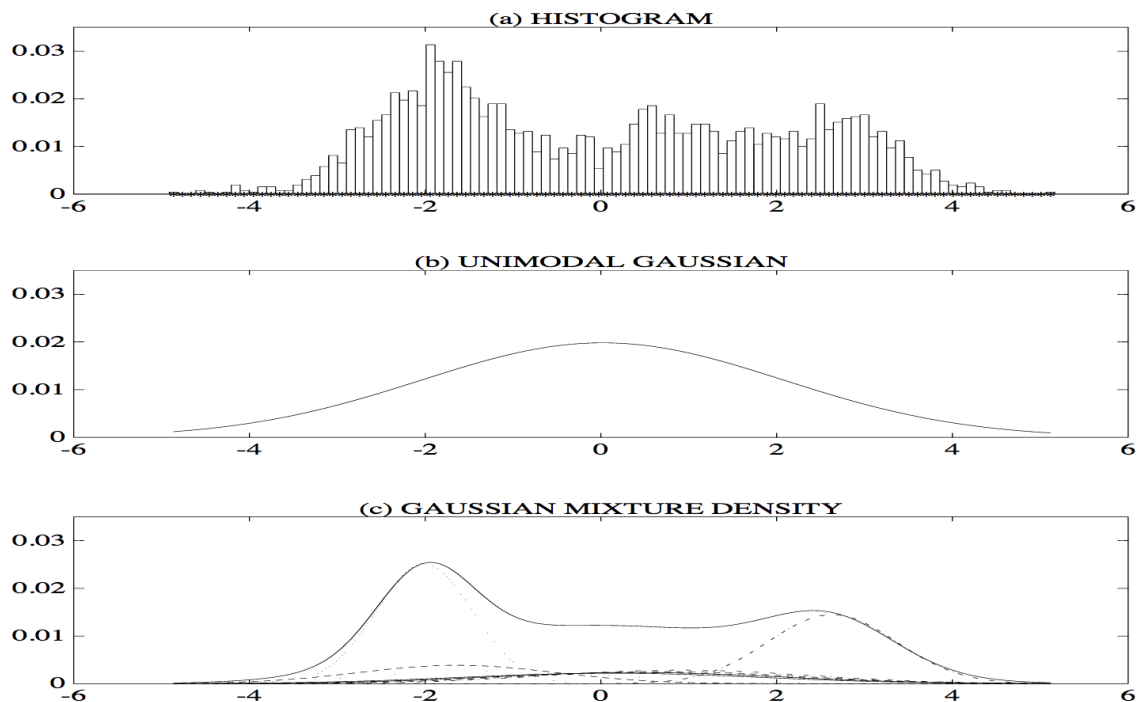 (a) HISTOGRAM
0.03
0.02
0.01
0
-6 -4 -2 0 2 4 6
(b) UNIMODAL GAUSSIAN
0.03
0.02
0.01
0
-6 -4 -2 0 2 4 6
(c) GAUSSIAN MIXTURE DENSITY
0.03
0.02
0.01
0
-6 -4 -2 0 2 4 6